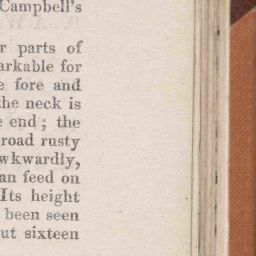 Campbell's
r parts of
arkable for
e fore and
the neck is
e end; the
road rusty
wkwardly,
an feed on
Its height
been seen
ut sixteen